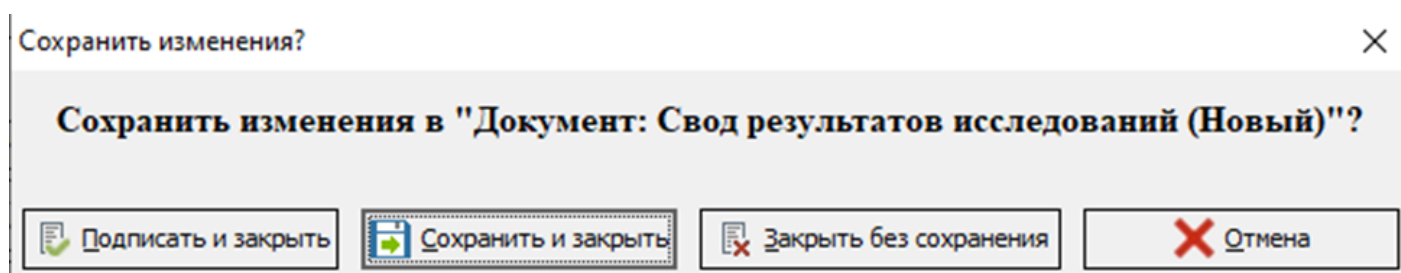 Сохранить изменения?
Сохранить изменения в "Документ: Свод результатов исследований (Новый)"?
Подписать и закрыть Сохранить и закрыть Закрыть без сохранения Отмена